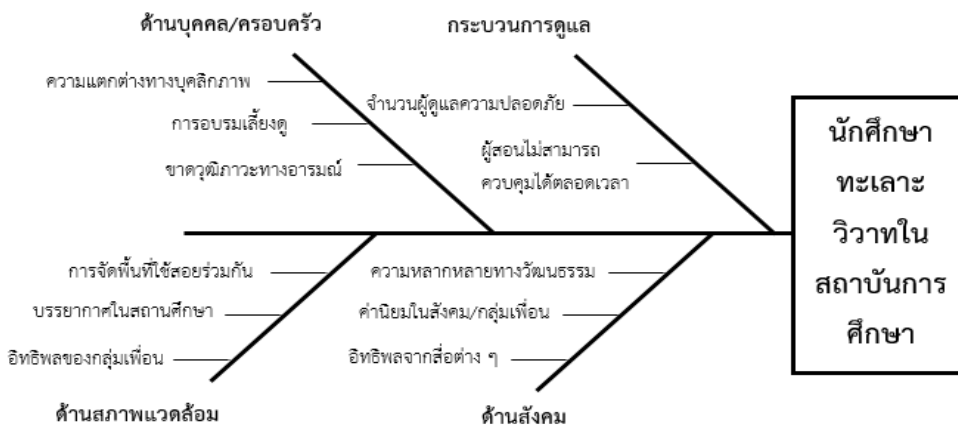 ด้านบุคคล/ครอบครัว
ความแตกต่างทางบุคลิกภาพ
การอบรมเลี้ยงดู
ขาดวุฒิภาวะทางอารมณ์
กระบวนการดูแล
จำนวนผู้ดูแลความปลอดภัย
ผู้สอนไม่สามารถ
ควบคุมได้ตลอดเวลา
นักศึกษา
ทะเลาะ
วิวาทใน
สถาบันการ
ศึกษา
การจัดพื้นที่ใช้สอยร่วมกัน
บรรยากาศในสถานศึกษา
อิทธิพลของกลุ่มเพื่อน
ด้านสภาพแวดล้อม
ความหลากหลายทางวัฒนธรรม
ค่านิยมในสังคม/กลุ่มเพื่อน
อิทธิพลจากสื่อต่าง ๆ
ด้านสังคม